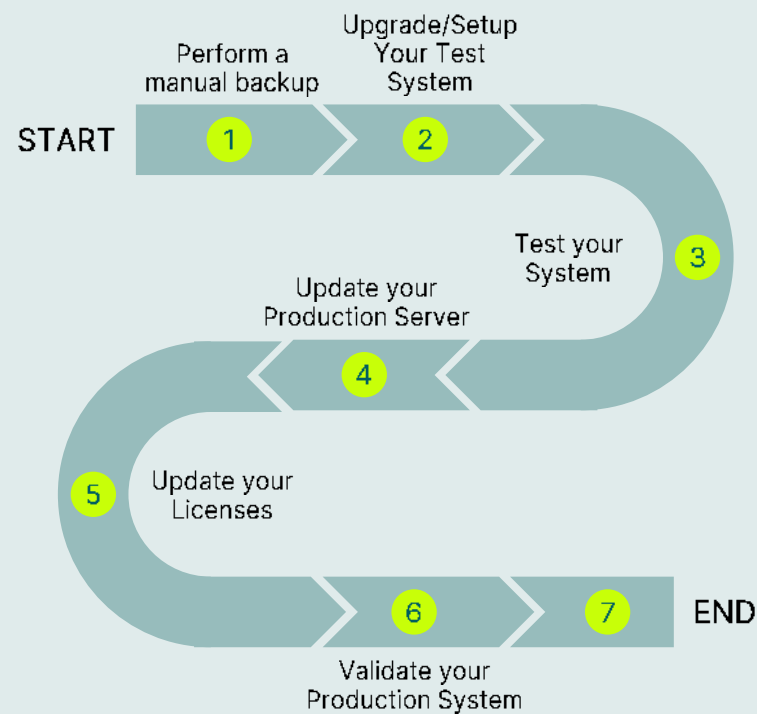 Perform a
manual backup
Upgrade/Setup
Your Test
System
START
1
2
Test your
System
3
Update your
Production Server
4
5
Update your
Licenses
6
7
END
Validate your
Production System